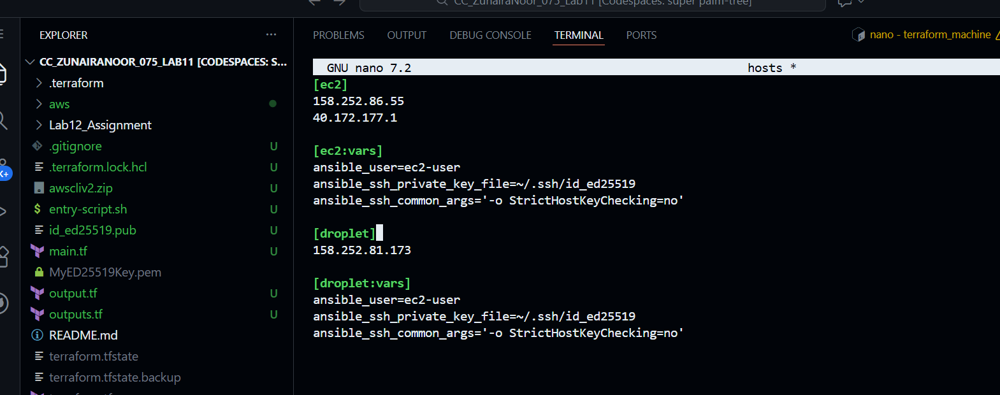 CC_ZunairaNoor_075_Lab11 [Codespaces: super palm-tree]
EXPLORER
CC_ZUNAIRANOOR_075_LAB11 [CODESPACES: S...
.terraform
aws
Lab12_Assignment
.gitignore U
.terraform.lock.hcl U
awscliv2.zip U
entry-script.sh U
id_ed25519.pub U
main.tf U
MyED25519Key.pem
output.tf U
outputs.tf U
README.md
terraform.tfstate
terraform.tfstate.backup
PROBLEMS OUTPUT DEBUG CONSOLE TERMINAL PORTS
nano - terraform_machine
GNU nano 7.2 hosts *
[ec2]
158.252.86.55
40.172.177.1
[ec2:vars]
ansible_user=ec2-user
ansible_ssh_private_key_file=~/.ssh/id_ed25519
ansible_ssh_common_args='-o StrictHostKeyChecking=no'
[droplet]
158.252.81.173
[droplet:vars]
ansible_user=ec2-user
ansible_ssh_private_key_file=~/.ssh/id_ed25519
ansible_ssh_common_args='-o StrictHostKeyChecking=no'